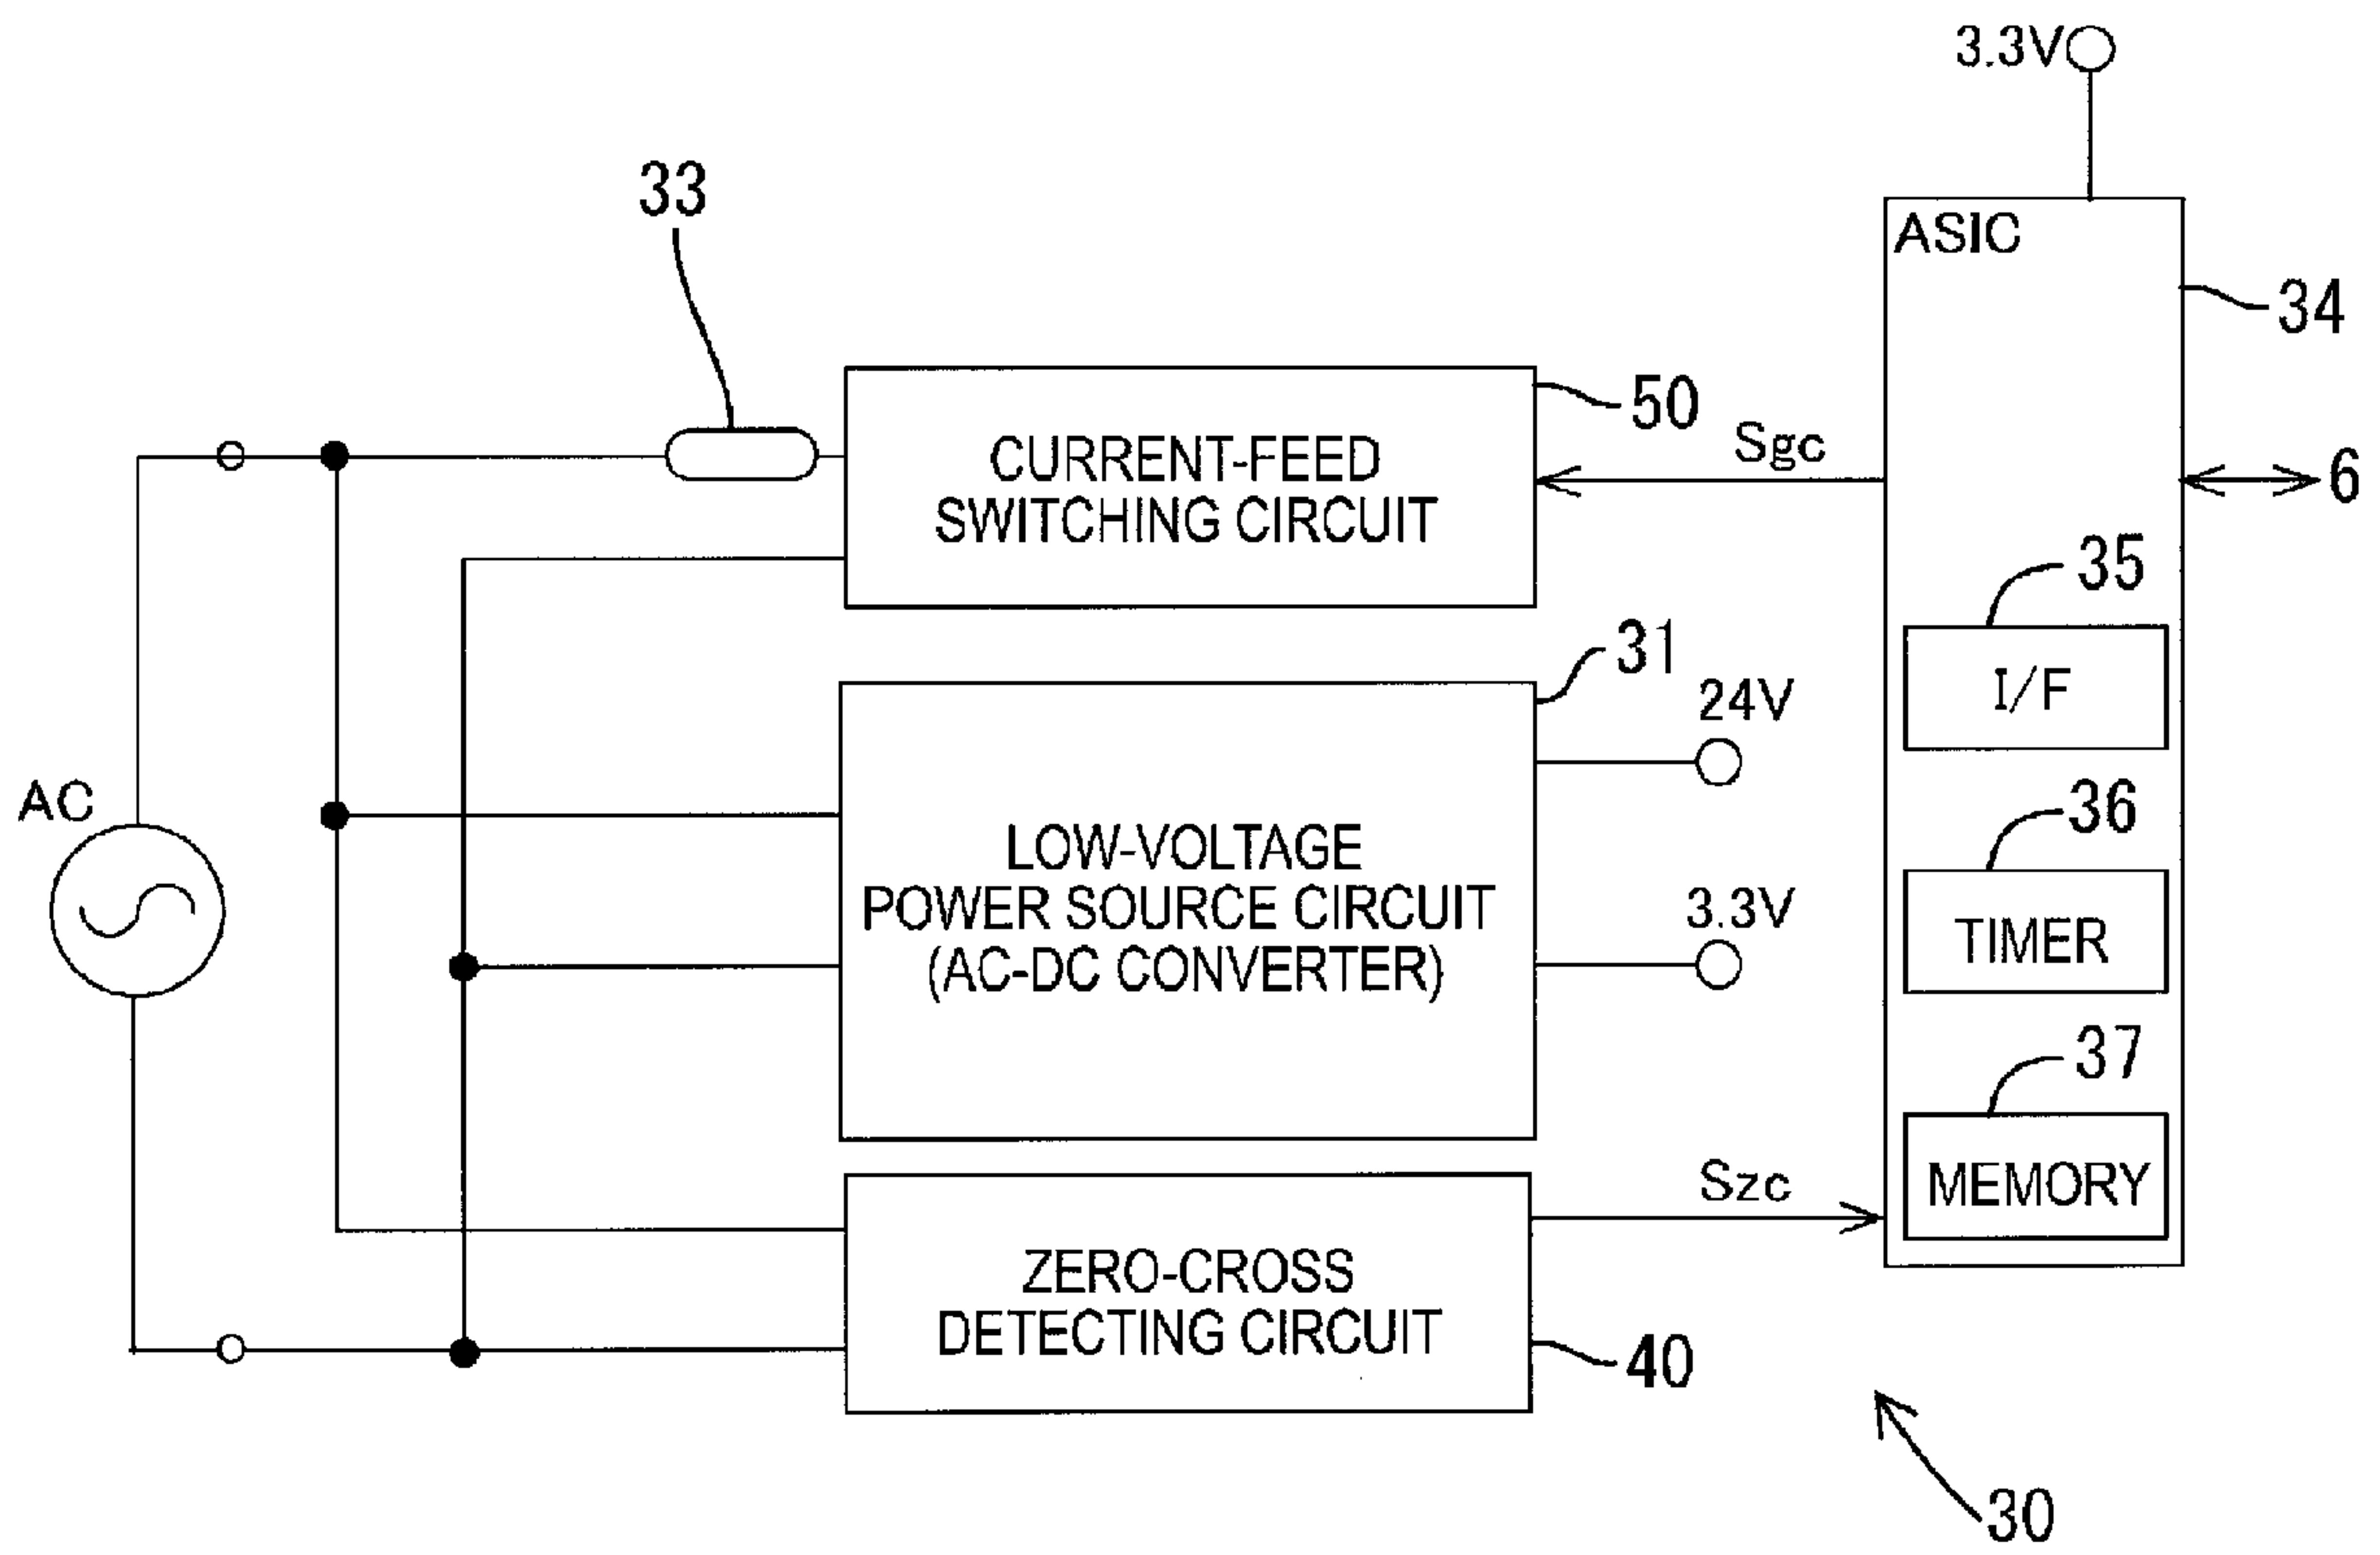 3.3V
33
ASIC
34
50
CURRENT-FEED
SWITCHING CIRCUIT
Sgc
6
35
I/F
31
24V
AC
LOW-VOLTAGE
POWER SOURCE CIRCUIT
(AC-DC CONVERTER)
3.3V
36
TIMER
37
MEMORY
Szc
ZERO-CROSS
DETECTING CIRCUIT
40
30